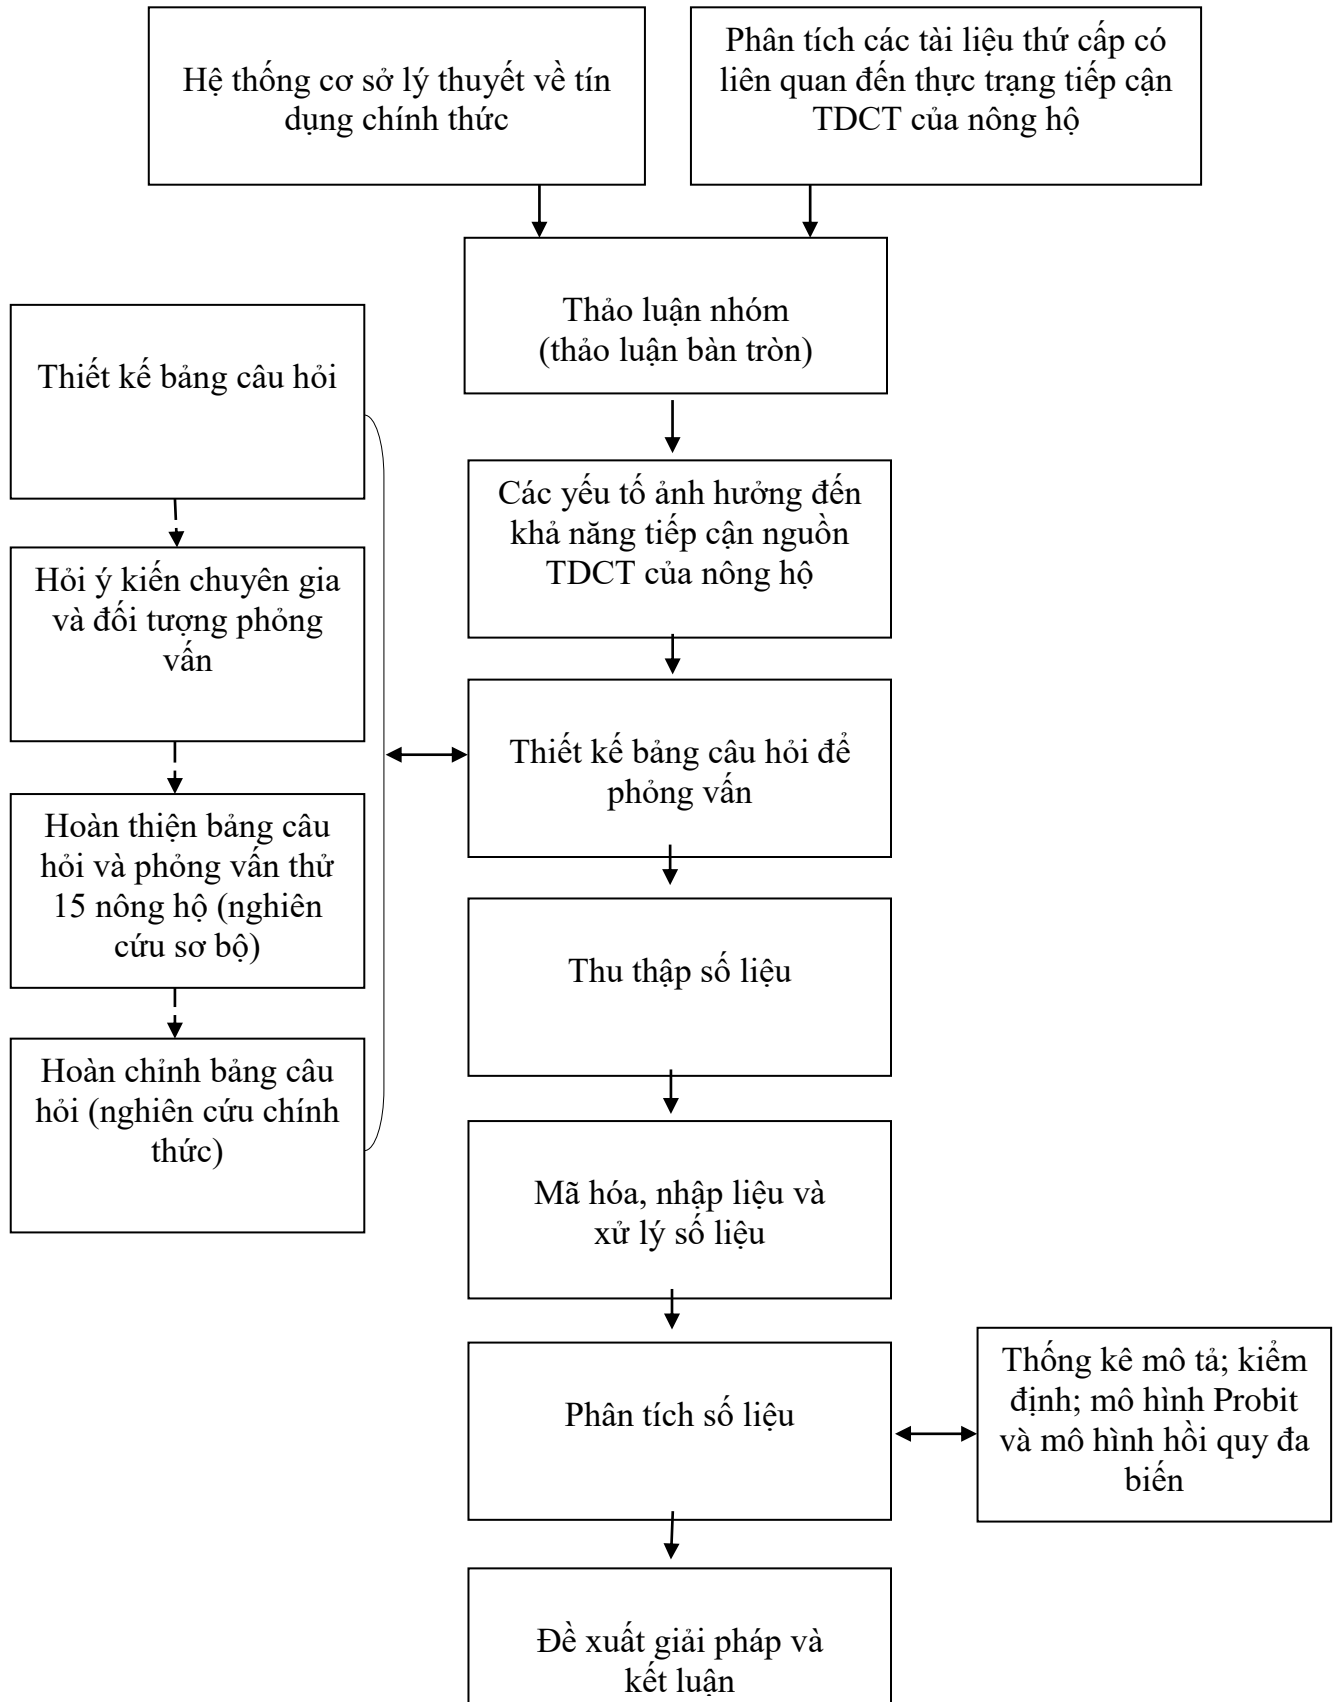 Hệ thống cơ sở lý thuyết về tín
dụng chính thức
Phân tích các tài liệu thứ cấp có
liên quan đến thực trạng tiếp cận
TDCT của nông hộ
Thảo luận nhóm
(thảo luận bàn tròn)
Thiết kế bảng câu hỏi
Hỏi ý kiến chuyên gia
và đối tượng phỏng
vấn
Hoàn thiện bảng câu
hỏi và phỏng vấn thử
15 nông hộ (nghiên
cứu sơ bộ)
Hoàn chỉnh bảng câu
hỏi (nghiên cứu chính
thức)
Các yếu tố ảnh hưởng đến
khả năng tiếp cận nguồn
TDCT của nông hộ
Thiết kế bảng câu hỏi để
phỏng vấn
Thu thập số liệu
Mã hóa, nhập liệu và
xử lý số liệu
Phân tích số liệu
Thống kê mô tả; kiểm
định; mô hình Probit
và mô hình hồi quy đa
biến
Đề xuất giải pháp và
kết luận